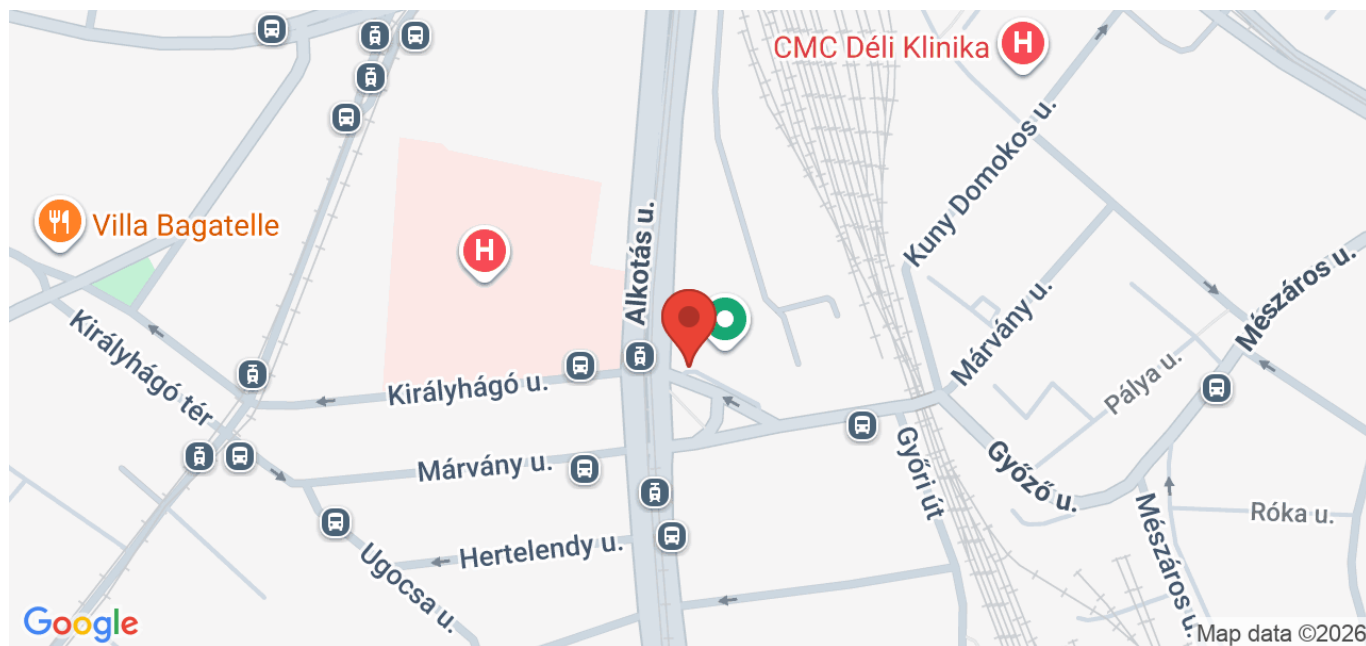 CMC Déli Klinika
H
Kuny Domokos u.
Villa Bagatelle
H
Alkotás u.
Márvány u.
Mészáros u.
Királyhágó tér
Királyhágó u.
Pálya u.
Márvány u.
Győri út
Győző u.
Mészáros u.
Róka u.
Hertelendy u.
Ugocsa u.
Google
Map data ©2026